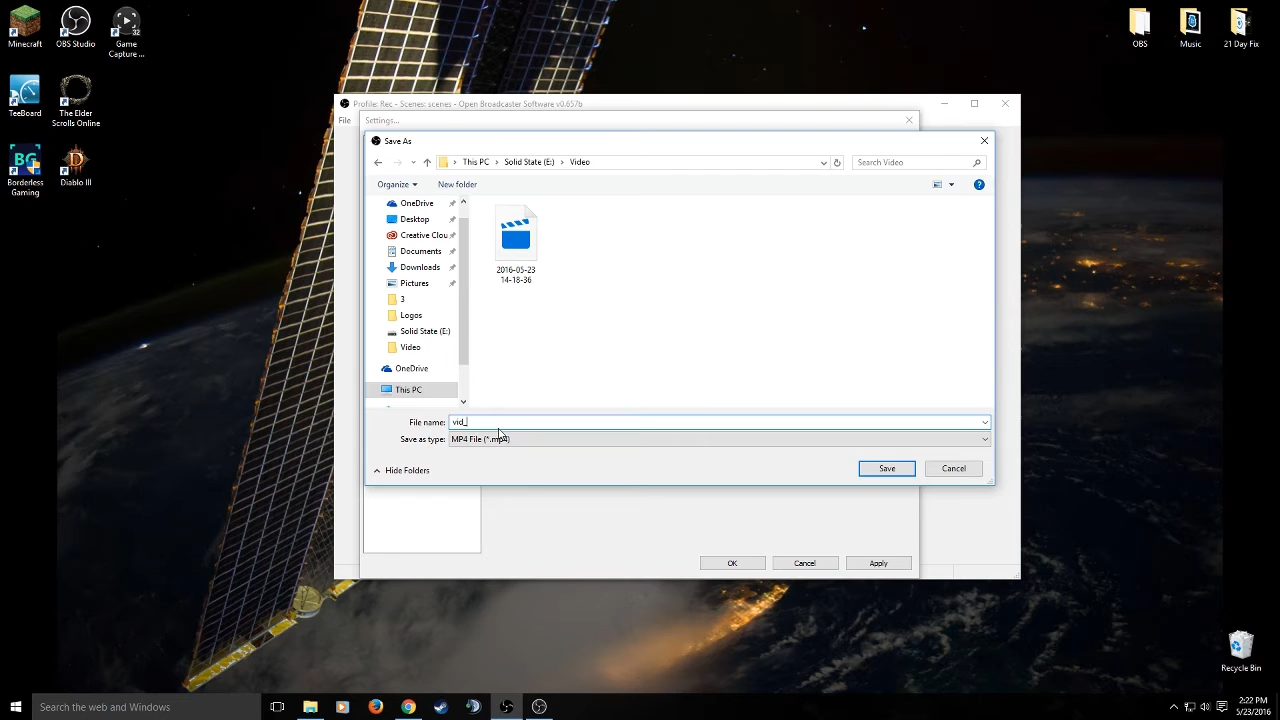 Minecraft
OBS Studio
Game
Capture ...
32
OBS
Music
21 Day Fix
TeeBoard
The Elder
Scrolls Online
BG
Borderless
Gaming
Diablo III
Profile: Rec - Scenes: scenes - Open Broadcaster Software v0.657b
File
Settings...
Save As
This PC > Solid State (E:) > Video
Search Video
Organize
New folder
OneDrive
Desktop
Creative Clou
Documents
Downloads
Pictures
3
Logos
Solid State (E:)
Video
OneDrive
This PC
2016-05-23
14-18-36
File name: vid_
Save as type: MP4 File (*.mp4)
Hide Folders
Save
Cancel
OK
Cancel
Apply
Recycle Bin
Search the web and Windows
2:22 PM
5/23/2016